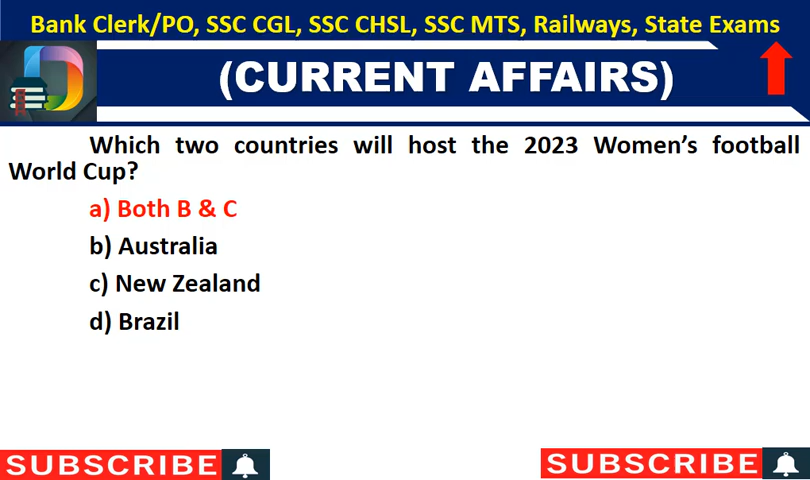 Bank Clerk/PO, SSC CGL, SSC CHSL, SSC MTS, Railways, State Exams
(CURRENT AFFAIRS)
Which two countries will host the 2023 Women’s football
World Cup?
a) Both B & C
b) Australia
c) New Zealand
d) Brazil
SUBSCRIBE
SUBSCRIBE